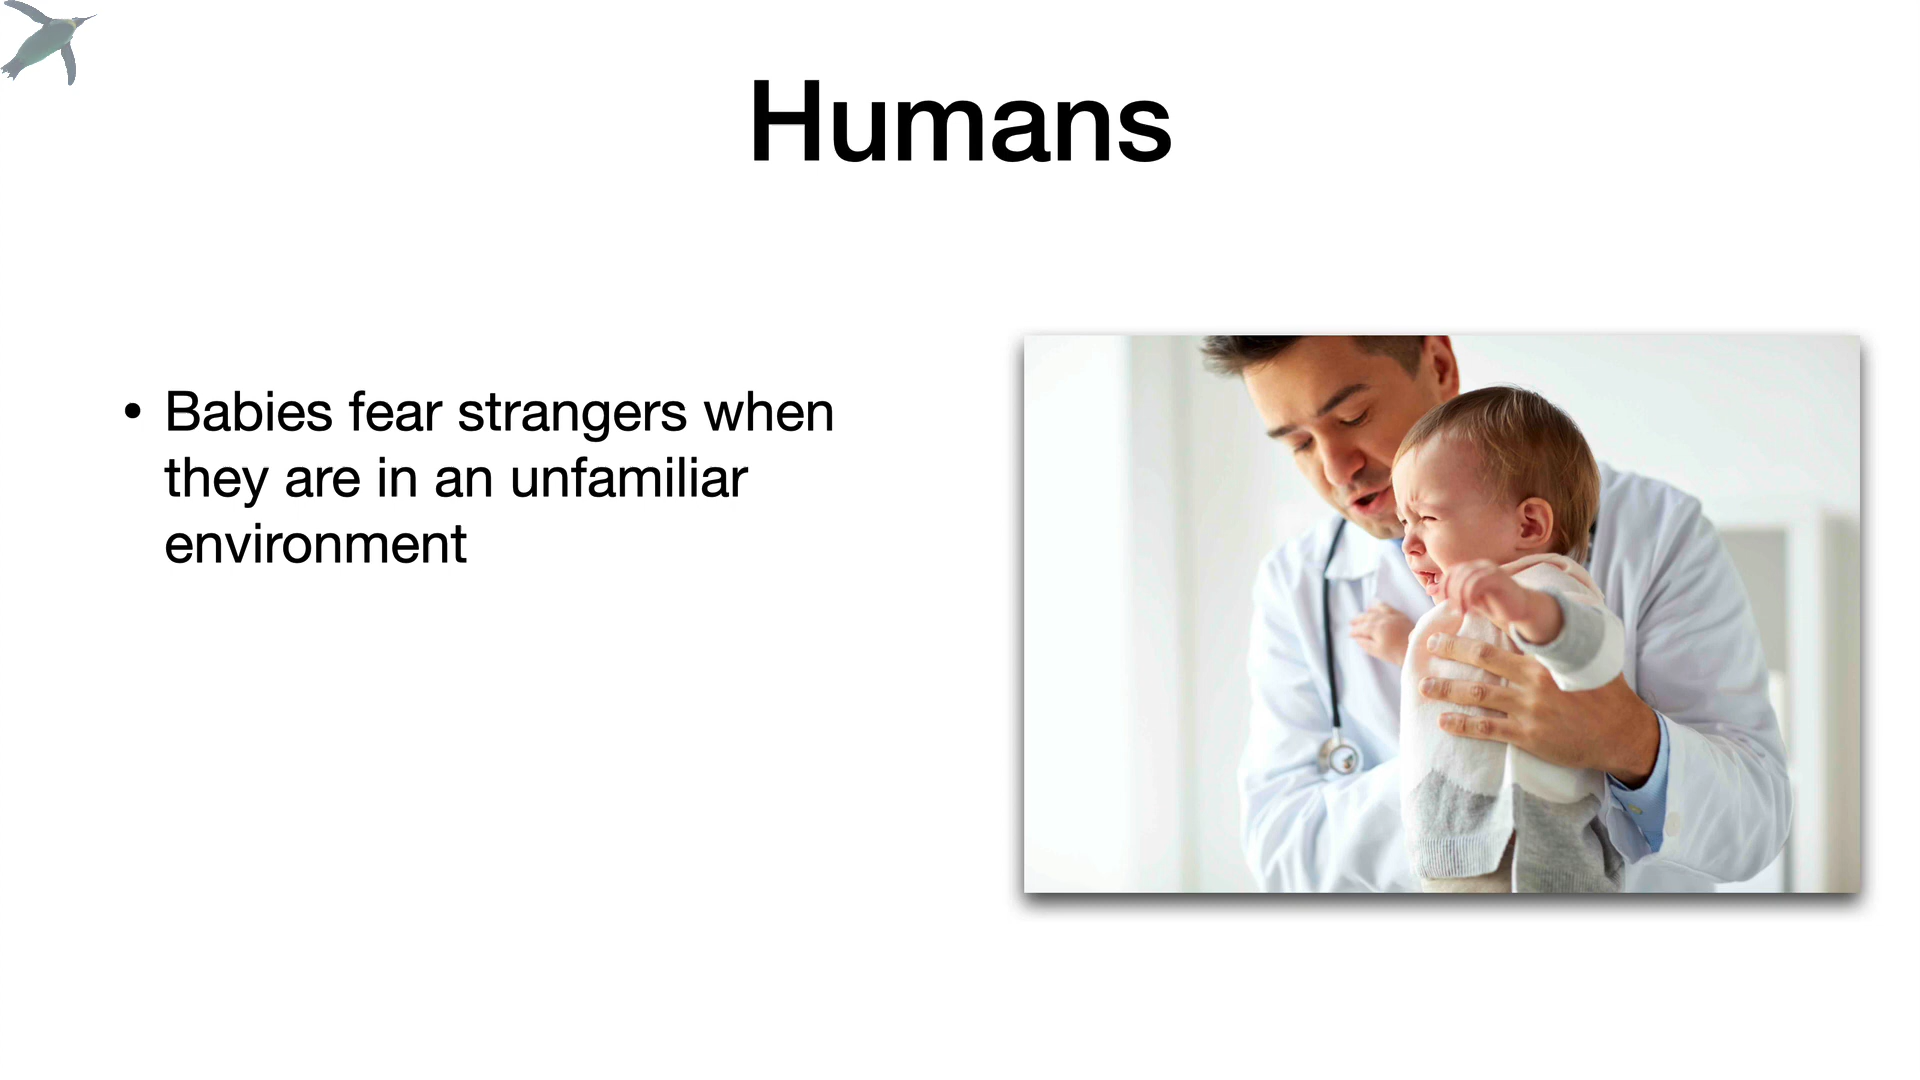 Humans
• Babies fear strangers when
they are in an unfamiliar
environment